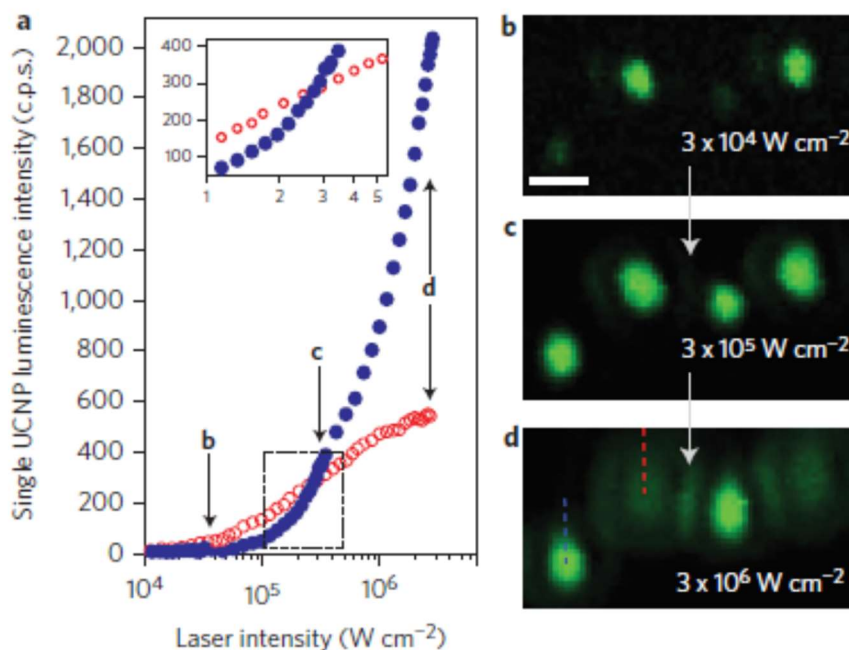 a
Single UCNP luminescence intensity (c.p.s.)
2,000
1,800
1,600
1,400
1,200
1,000
800
600
400
200
0
400
300
200
100
1 2 3 4 5
b
c
d
10⁴ 10⁵ 10⁶
Laser intensity (W cm⁻²)
b
3 x 10⁴ W cm⁻²
c
3 x 10⁵ W cm⁻²
d
3 x 10⁶ W cm⁻²